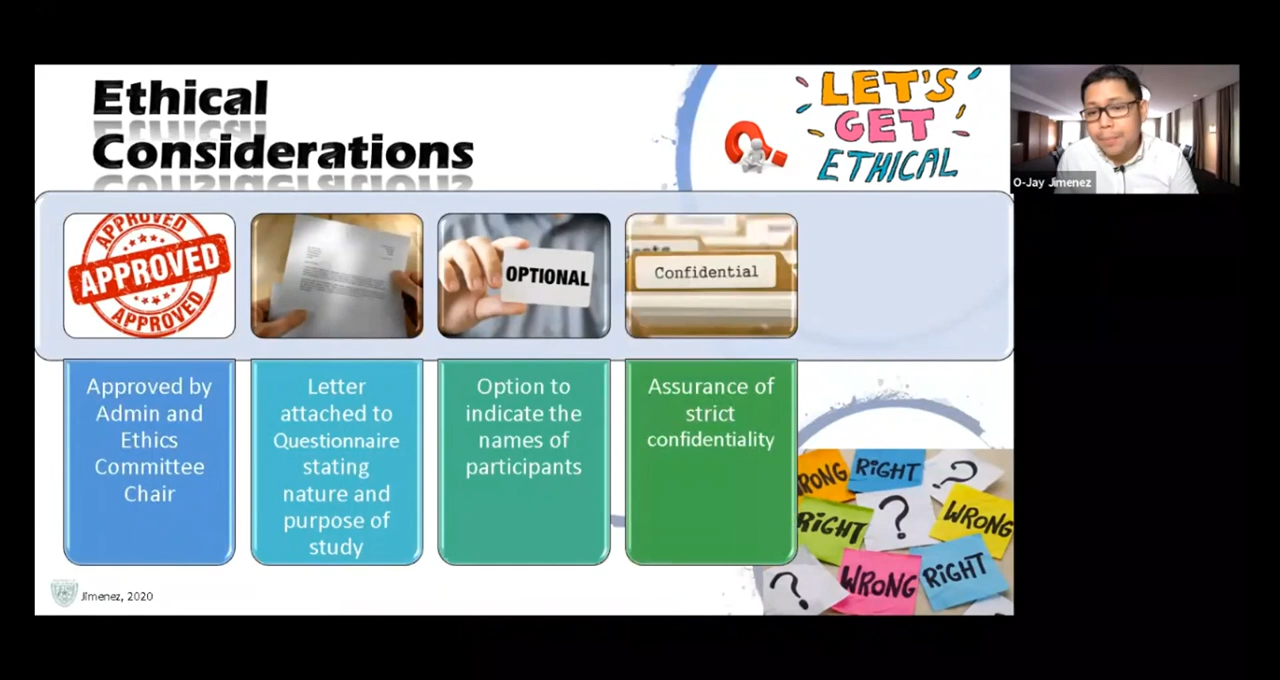 Ethical
Considerations
LET'S
GET
ETHICAL
O-Jay Jimenez
APPROVED
APPROVED
APPROVED
OPTIONAL
Confidential
Approved by
Admin and
Ethics
Committee
Chair
Letter
attached to
Questionnaire
stating
nature and
purpose of
study
Option to
indicate the
names of
participants
Assurance of
strict
confidentiality
RONG
RIGHT
?
RIGHT
?
WRONG
?
WRONG
RIGHT
Jimenez, 2020